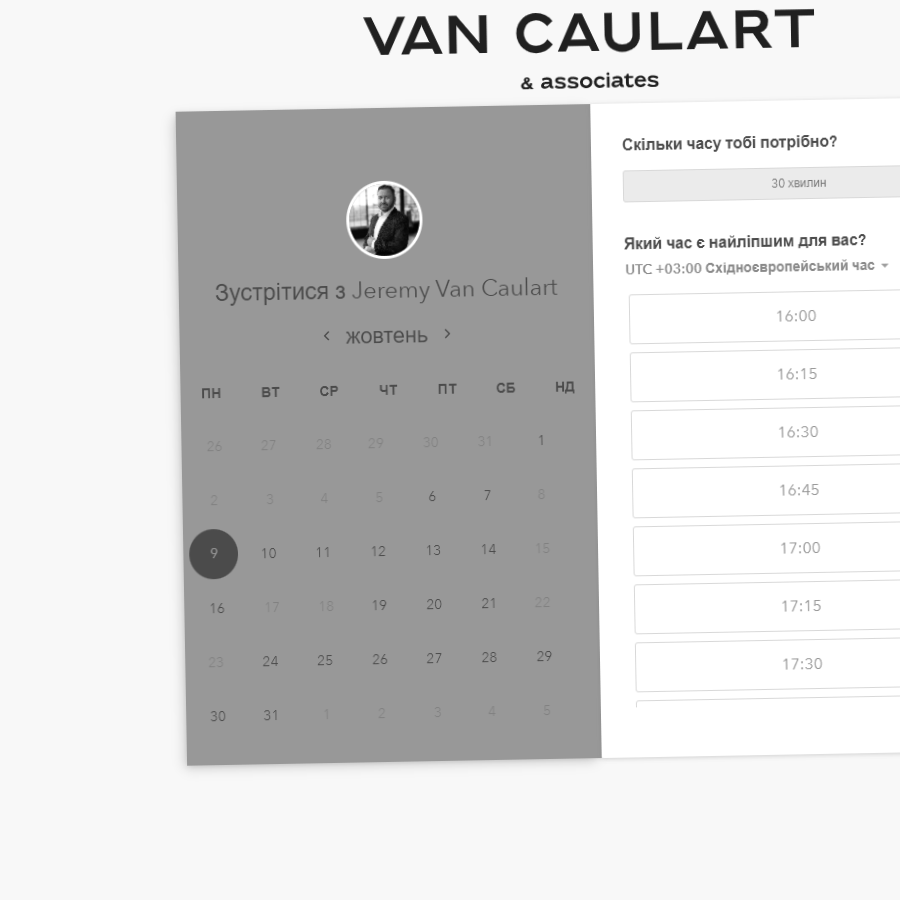 VAN CAULART
& associates
Зустрітися з Jeremy Van Caulart
жовтень
ПН ВТ СР ЧТ ПТ СБ НД
26 27 28 29 30 31 1
2 3 4 5 6 7 8
9 10 11 12 13 14 15
16 17 18 19 20 21 22
23 24 25 26 27 28 29
30 31 1 2 3 4 5
Скільки часу тобі потрібно?
30 хвилин
Який час є найліпшим для вас?
UTC +03:00 Східноєвропейський час
16:00
16:15
16:30
16:45
17:00
17:15
17:30